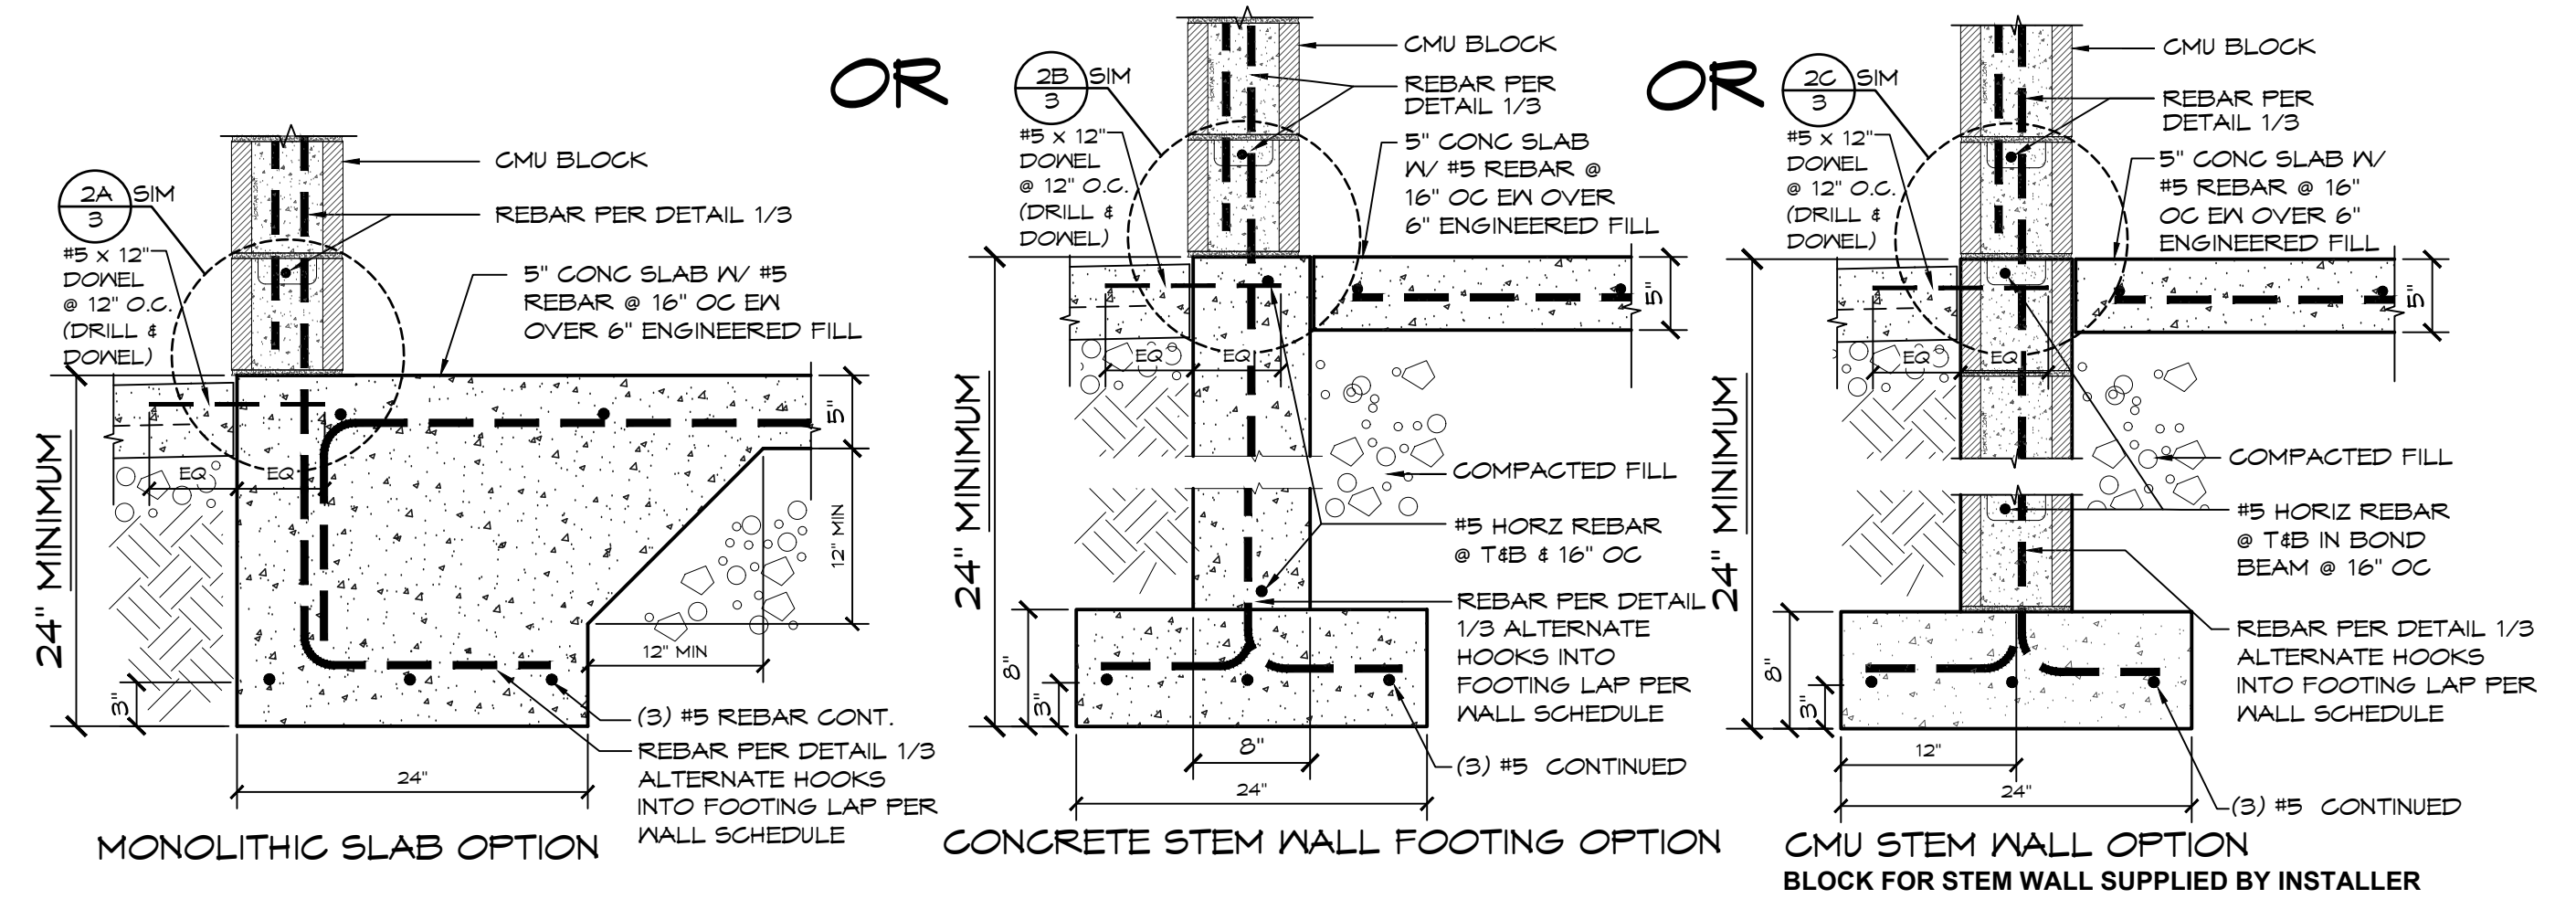 2A
3
SIM
#5 x 12"
DOWEL
@ 12" O.C.
(DRILL &
DOWEL)
CMU BLOCK
REBAR PER DETAIL 1/3
5" CONC SLAB W/ #5
REBAR @ 16" OC EW
OVER 6" ENGINEERED FILL
EQ
EQ
24" MINIMUM
3"
5"
12" MIN
12" MIN
24"
(3) #5 REBAR CONT.
REBAR PER DETAIL 1/3
ALTERNATE HOOKS
INTO FOOTING LAP PER
WALL SCHEDULE
MONOLITHIC SLAB OPTION
OR
2B
3
SIM
#5 x 12"
DOWEL
@ 12" O.C.
(DRILL &
DOWEL)
CMU BLOCK
REBAR PER
DETAIL 1/3
5" CONC SLAB
W/ #5 REBAR @
16" OC EW OVER
6" ENGINEERED FILL
5"
EQ
EQ
24" MINIMUM
COMPACTED FILL
#5 HORZ REBAR
@ T&B & 16" OC
REBAR PER DETAIL
1/3 ALTERNATE
HOOKS INTO
FOOTING LAP PER
WALL SCHEDULE
8"
3"
8"
24"
(3) #5 CONTINUED
CONCRETE STEM WALL FOOTING OPTION
OR
2C
3
SIM
#5 x 12"
DOWEL
@ 12" O.C.
(DRILL &
DOWEL)
CMU BLOCK
REBAR PER
DETAIL 1/3
5" CONC SLAB W/
#5 REBAR @ 16"
OC EW OVER 6"
ENGINEERED FILL
5"
EQ
EQ
24" MINIMUM
COMPACTED FILL
#5 HORIZ REBAR
@ T&B IN BOND
BEAM @ 16" OC
REBAR PER DETAIL 1/3
ALTERNATE HOOKS
INTO FOOTING LAP PER
WALL SCHEDULE
8"
3"
12"
24"
(3) #5 CONTINUED
CMU STEM WALL OPTION
BLOCK FOR STEM WALL SUPPLIED BY INSTALLER